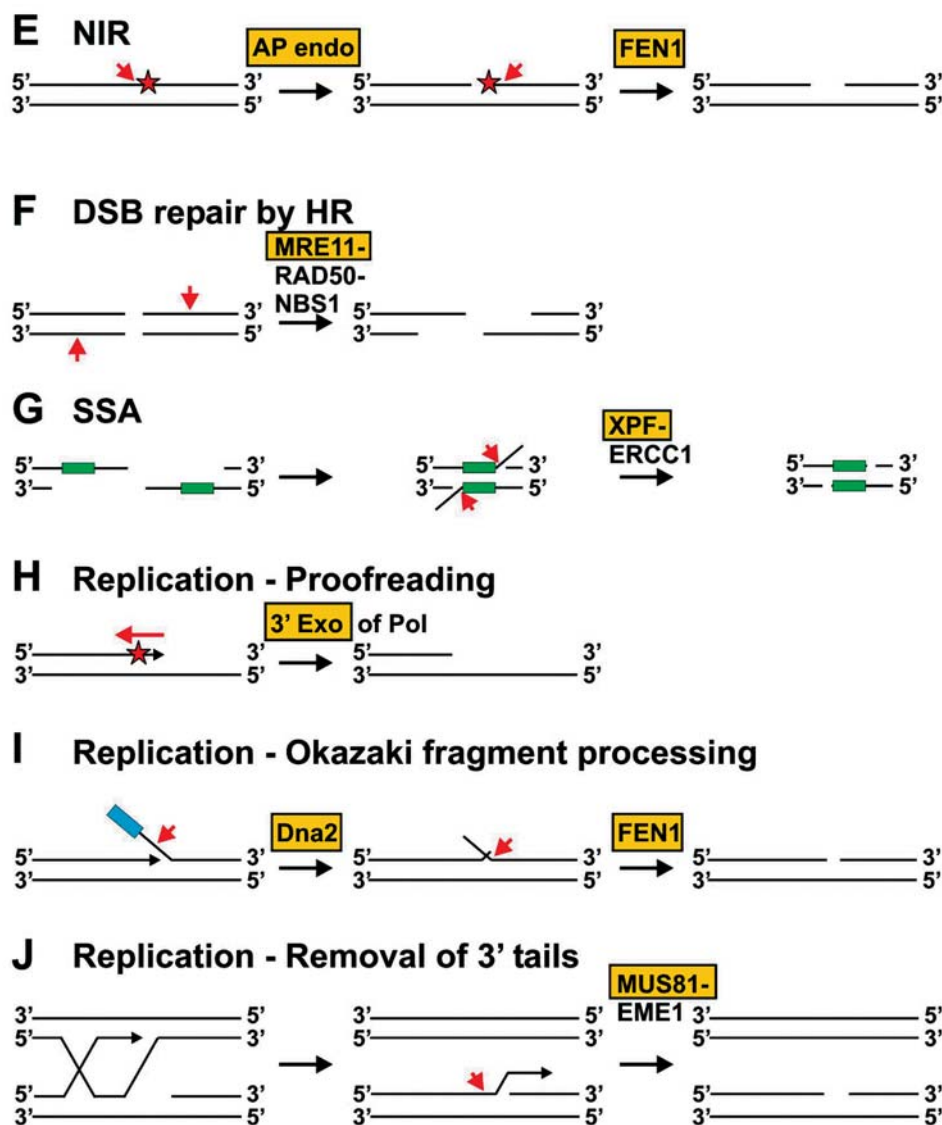 E NIR
AP endo
FEN1
5’ 3’ 5’ 3’ 5’ 3’
3’ 5’ 3’ 5’ 3’ 5’
F DSB repair by HR
MRE11-
RAD50-
NBS1
5’ 3’ 5’ 3’
3’ 5’ 3’ 5’
G SSA
XPF-
ERCC1
5’ 3’ 5’ 3’ 5’ 3’
3’ 5’ 3’ 5’ 3’ 5’
H Replication - Proofreading
3’ Exo of Pol
5’ 3’ 5’ 3’
3’ 5’ 3’ 5’
I Replication - Okazaki fragment processing
Dna2
FEN1
5’ 3’ 5’ 3’ 5’ 3’
3’ 5’ 3’ 5’ 3’ 5’
J Replication - Removal of 3’ tails
MUS81-
EME1
3’ 5’ 3’ 5’ 3’ 5’
5’ 3’ 5’ 3’ 5’ 3’
5’ 3’ 5’ 3’ 5’ 3’
3’ 5’ 3’ 5’ 3’ 5’